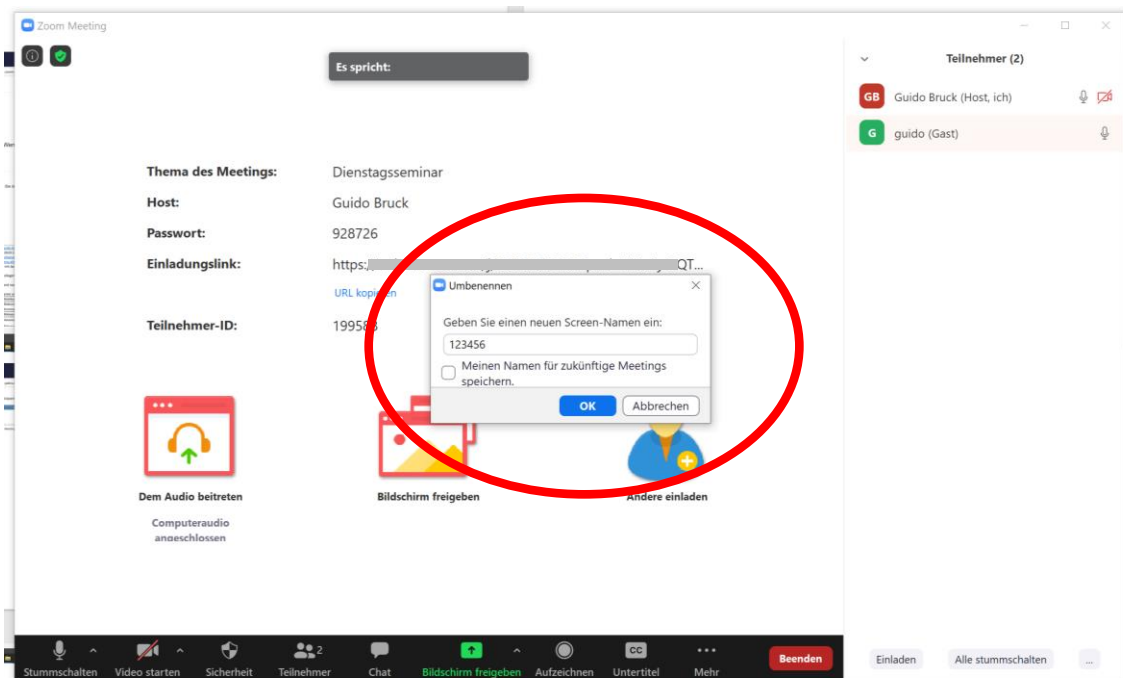 Zoom Meeting
Es spricht:
Teilnehmer (2)
GB Guido Bruck (Host, ich)
G guido (Gast)
Thema des Meetings: Dienstagsseminar
Host: Guido Bruck
Passwort: 928726
Einladungslink: https:/ QT...
URL kopieren
Teilnehmer-ID: 199588
Umbenennen
Geben Sie einen neuen Screen-Namen ein:
123456
Meinen Namen für zukünftige Meetings
speichern.
OK Abbrechen
Dem Audio beitreten Bildschirm freigeben Andere einladen
Computeraudio
angeschlossen
Stummschalten Video starten Sicherheit Teilnehmer 2 Chat Bildschirm freigeben Aufzeichnen CC Untertitel Mehr Beenden
Einladen Alle stummschalten ...